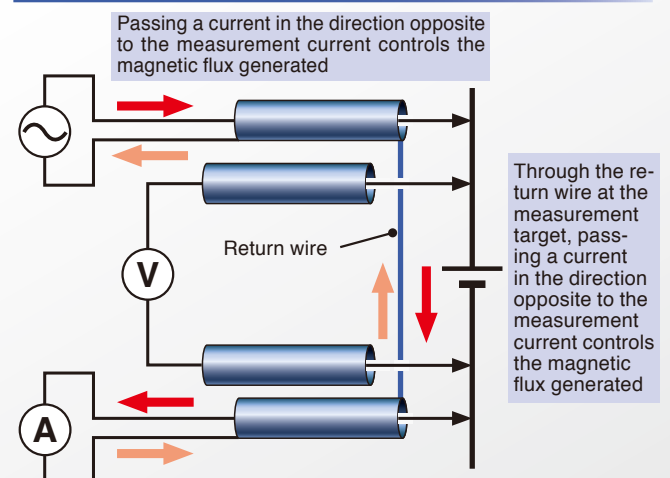 Passing a current in the direction opposite
to the measurement current controls the
magnetic flux generated
Through the re-
turn wire at the
measurement
target, pass-
ing a current
in the direction
opposite to the
measurement
current controls
the magnetic
flux generated
Return wire
V
A